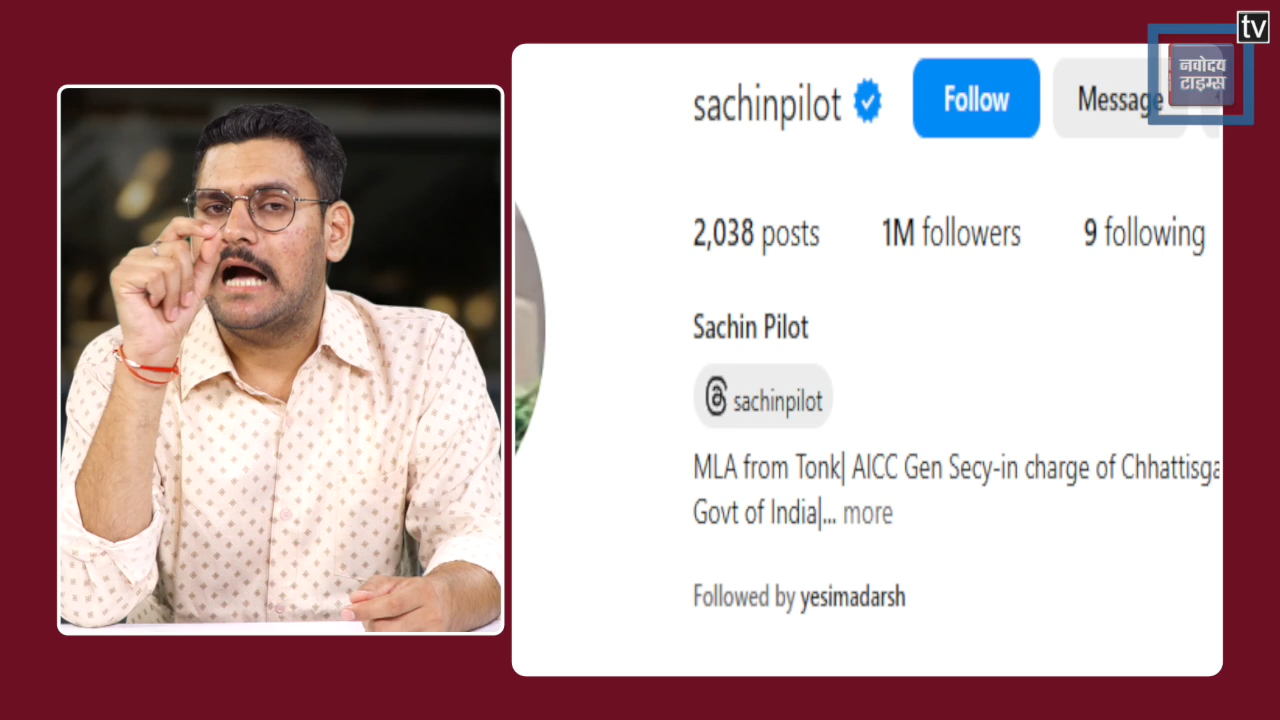 tv
नवोदय
टाइम्स
sachinpilot
Follow
Message
2,038 posts
1M followers
9 following
Sachin Pilot
sachinpilot
MLA from Tonk| AICC Gen Secy-in charge of Chhattisga
Govt of India|... more
Followed by yesimadarsh